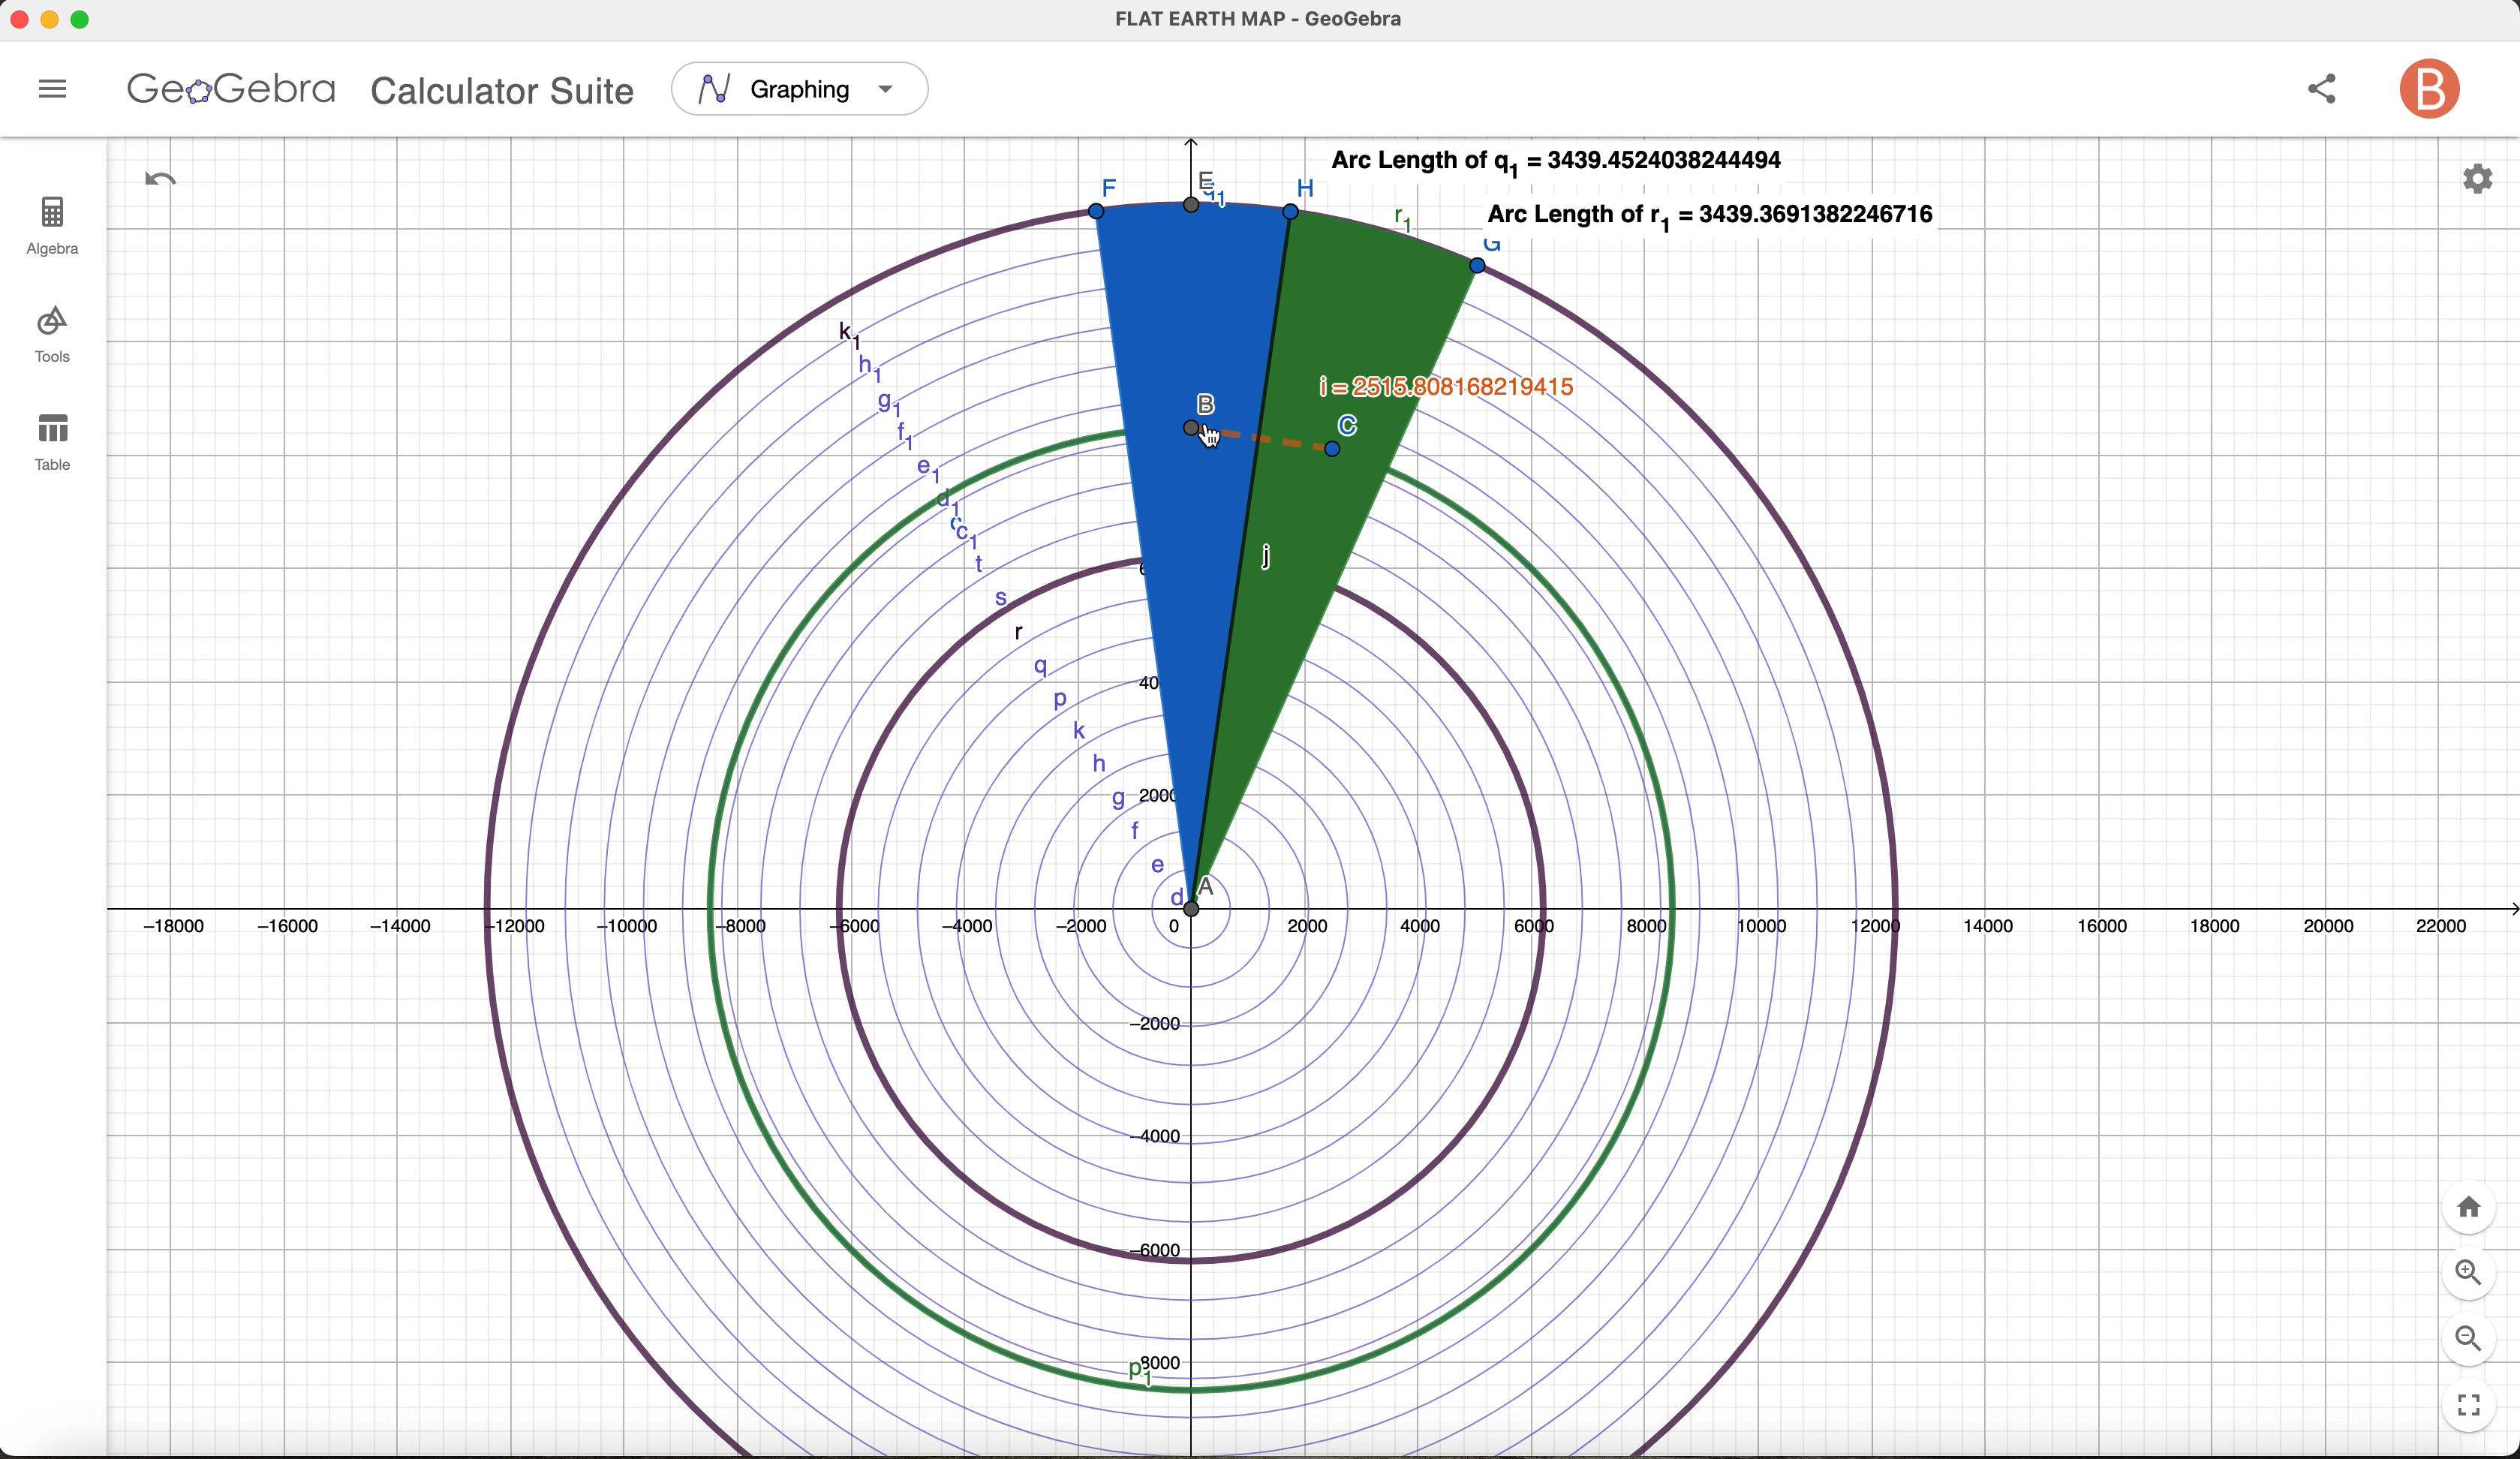 FLAT EARTH MAP - GeoGebra
GeoGebra Calculator Suite Graphing
B
Algebra
Tools
Table
Arc Length of q1 = 3439.4524038244494
Arc Length of r1 = 3439.3691382246716
F
E
H
r1
G
k1
h1
g1
f1
e1
d1
c
c1
t
s
r
q
p
k
h
g
f
e
d
A
B
C
i = 2515.808168219415
j
40
2000
−18000 −16000 −14000 −12000 −10000 −8000 −6000 −4000 −2000 0 2000 4000 6000 8000 10000 12000 14000 16000 18000 20000 22000
−2000
−4000
−6000
8000
p1